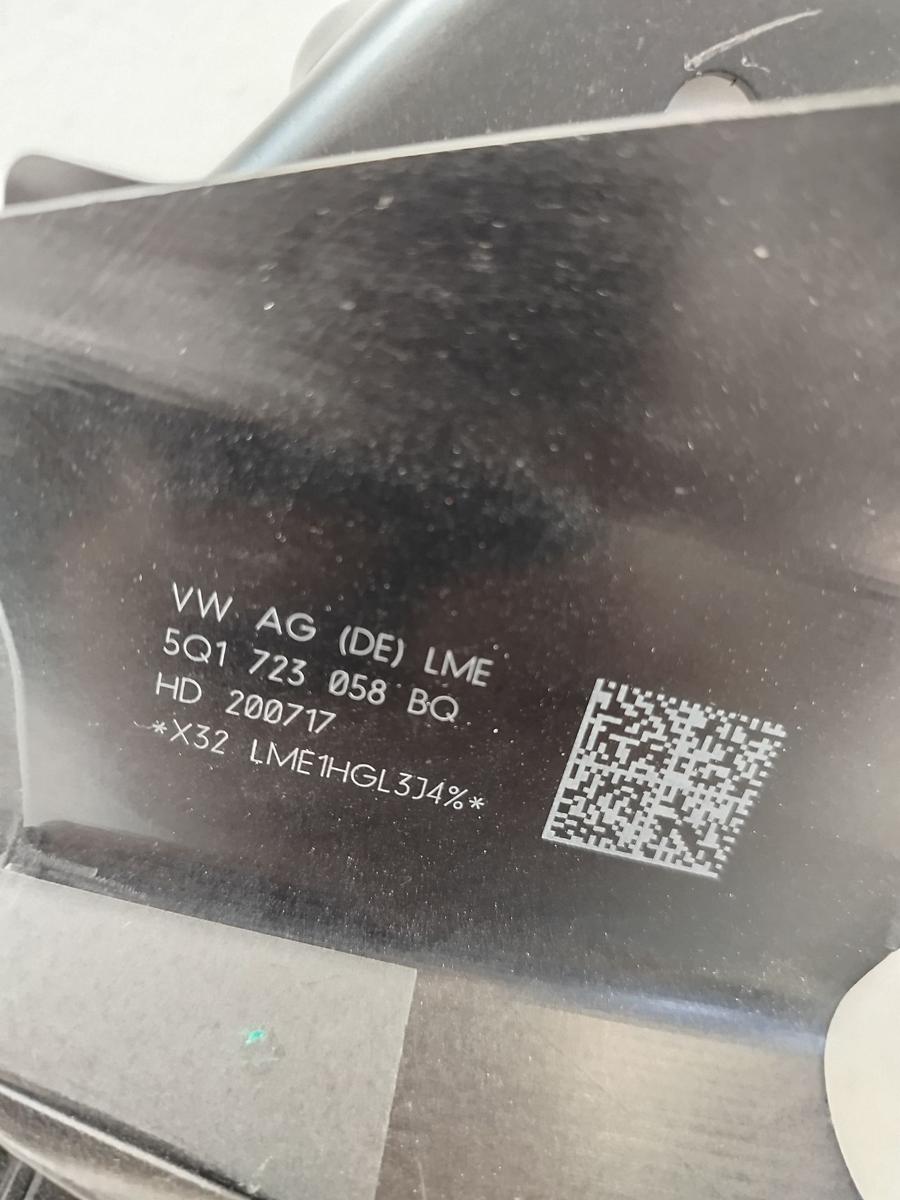 VW AG (DE) LME
5Q1 723 058 BQ
HD 200717
*X32 LME1HGL3J4%*